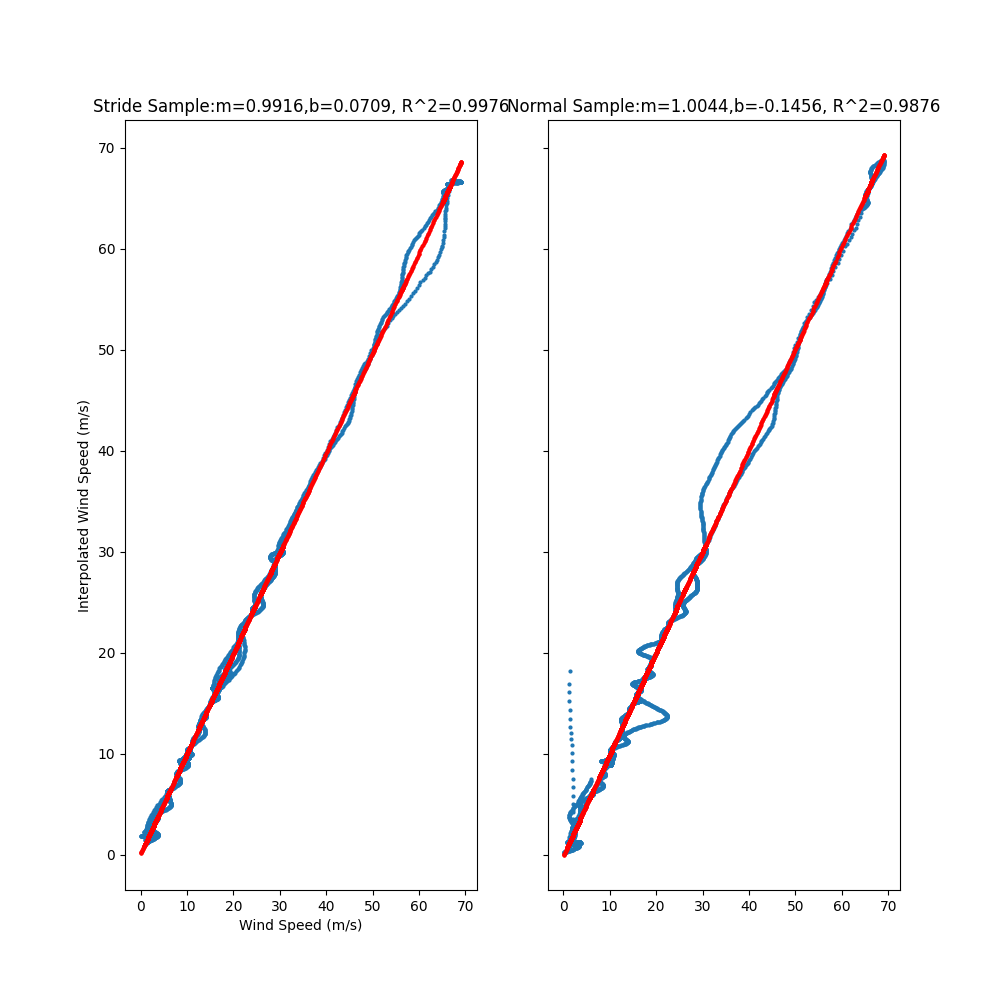 Stride Sample:m=0.9916,b=0.0709, R^2=0.9976
Normal Sample:m=1.0044,b=-0.1456, R^2=0.9876
70
60
50
40
30
20
10
0
Interpolated Wind Speed (m/s)
0 10 20 30 40 50 60 70
0 10 20 30 40 50 60 70
Wind Speed (m/s)